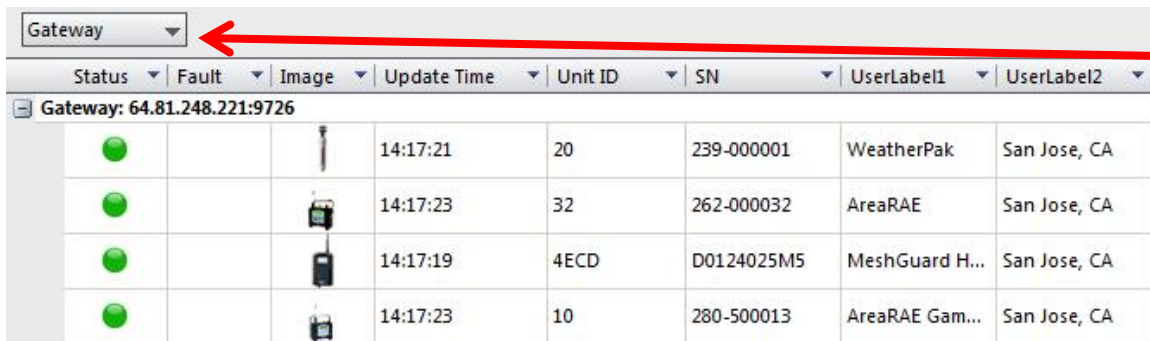 Gateway
Status Fault Image Update Time Unit ID SN UserLabel1 UserLabel2
Gateway: 64.81.248.221:9726
14:17:21 20 239-000001 WeatherPak San Jose, CA
14:17:23 32 262-000032 AreaRAE San Jose, CA
14:17:19 4ECD D0124025M5 MeshGuard H... San Jose, CA
14:17:23 10 280-500013 AreaRAE Gam... San Jose, CA